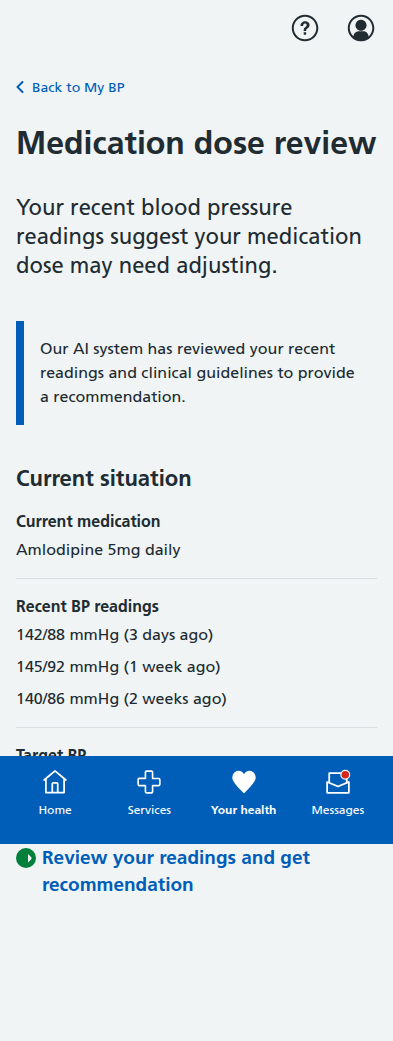 Back to My BP
Medication dose review
Your recent blood pressure
readings suggest your medication
dose may need adjusting.
Our AI system has reviewed your recent
readings and clinical guidelines to provide
a recommendation.
Current situation
Current medication
Amlodipine 5mg daily
Recent BP readings
142/88 mmHg (3 days ago)
145/92 mmHg (1 week ago)
140/86 mmHg (2 weeks ago)
Target BP
Home
Services
Your health
Messages
Review your readings and get
recommendation